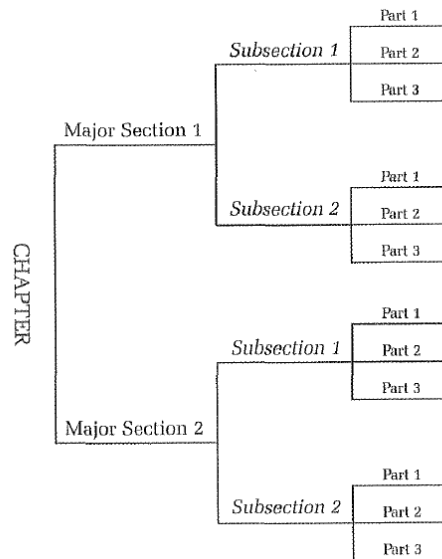 Part 1
Subsection 1
Part 2
Part 3
Major Section 1
Part 1
Subsection 2
Part 2
Part 3
CHAPTER
Part 1
Subsection 1
Part 2
Part 3
Major Section 2
Part 1
Subsection 2
Part 2
Part 3